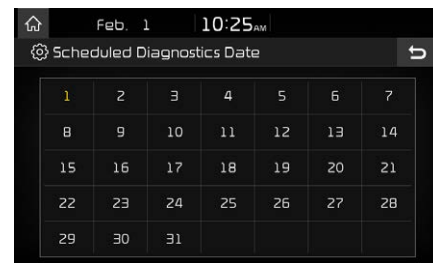 Feb. 1 10:25AM
Scheduled Diagnostics Date
1 2 3 4 5 6 7
8 9 10 11 12 13 14
15 16 17 18 19 20 21
22 23 24 25 26 27 28
29 30 31